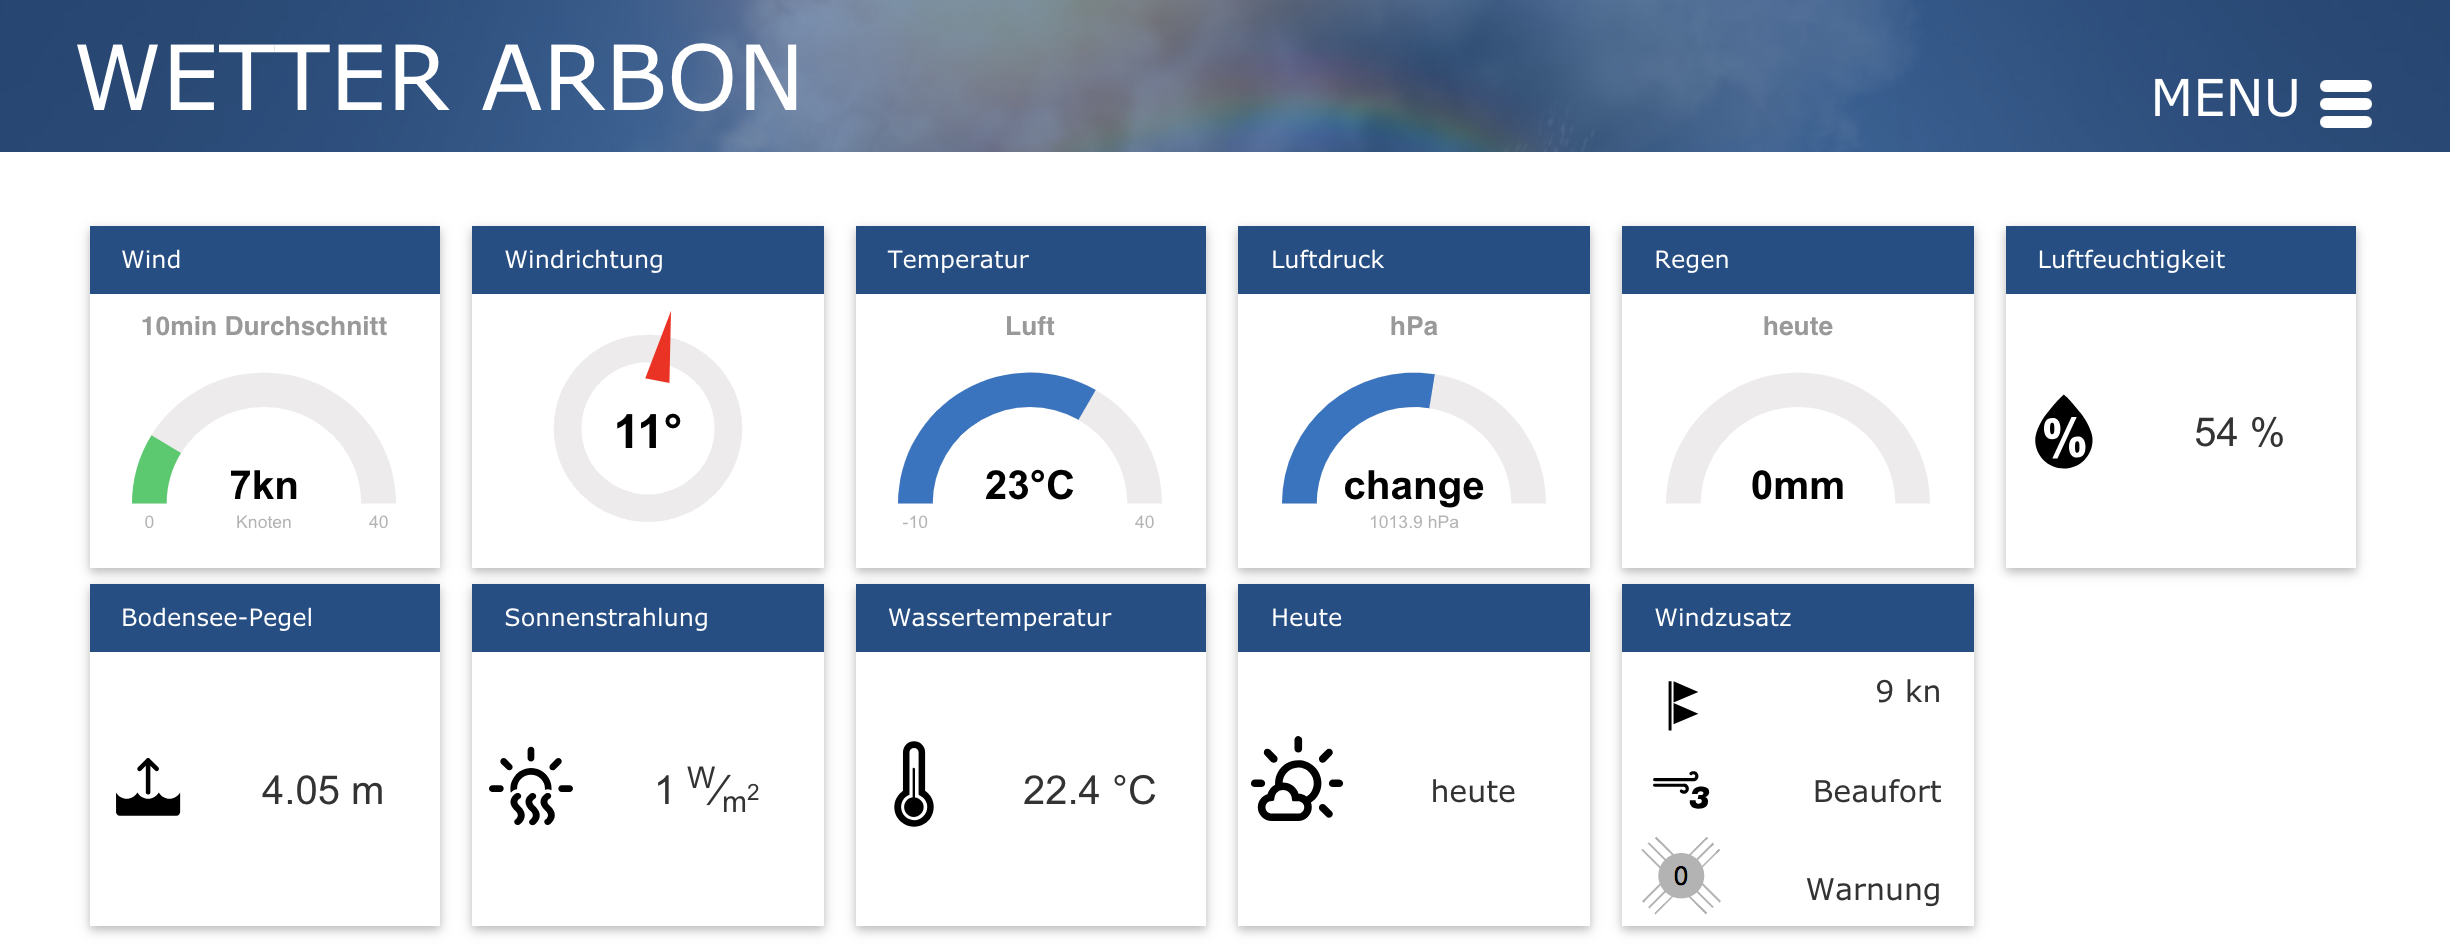 WETTER ARBON
MENU
Wind
10min Durchschnitt
7kn
0 Knoten 40
Windrichtung
11°
Temperatur
Luft
23°C
-10 40
Luftdruck
hPa
change
1013.9 hPa
Regen
heute
0mm
Luftfeuchtigkeit
% 54 %
Bodensee-Pegel
4.05 m
Sonnenstrahlung
1 W/m²
Wassertemperatur
22.4 °C
Heute
heute
Windzusatz
9 kn
3 Beaufort
0 Warnung